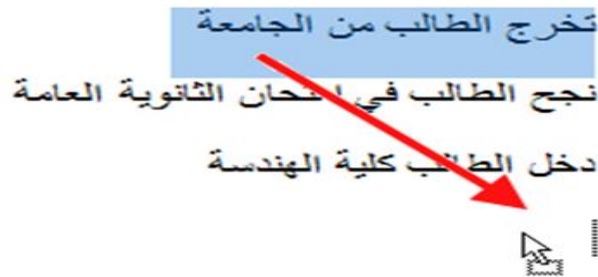 تخرج الطالب من الجامعة
نجح الطالب في امتحان الثانوية العامة
دخل الطالب كلية الهندسة